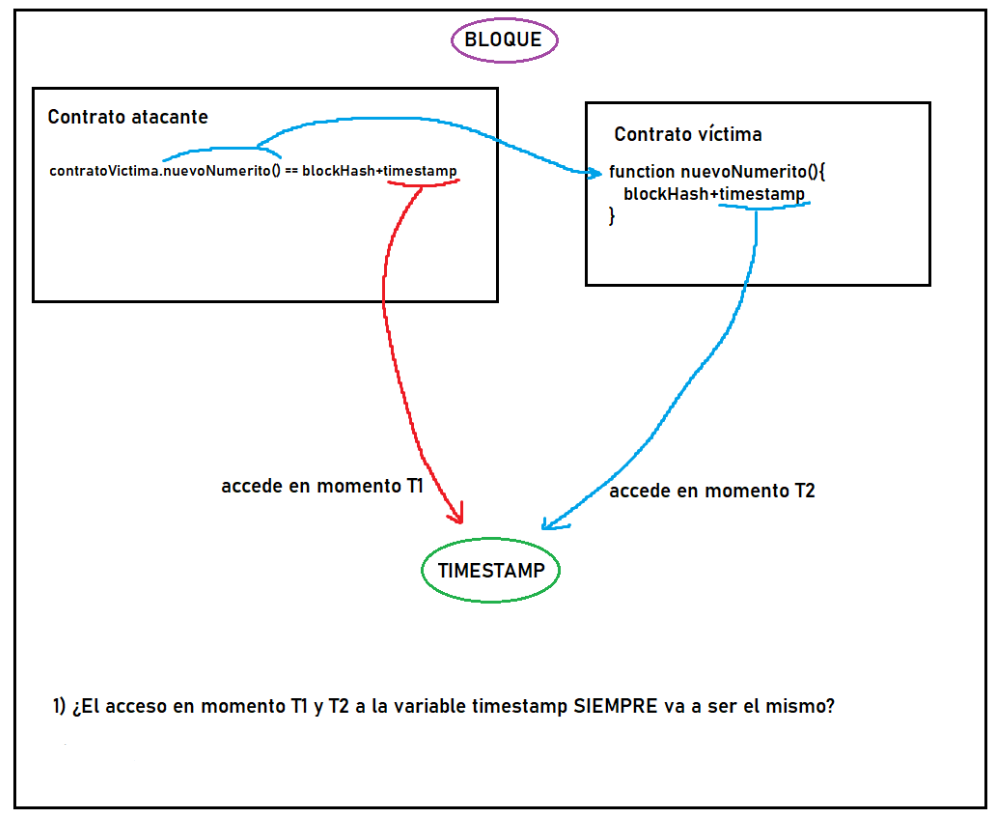 BLOQUE
Contrato atacante
contratoVictima.nuevoNumerito() == blockHash+timestamp
Contrato víctima
function nuevoNumerito(){
blockHash+timestamp
}
accede en momento T1
accede en momento T2
TIMESTAMP
1) ¿El acceso en momento T1 y T2 a la variable timestamp SIEMPRE va a ser el mismo?